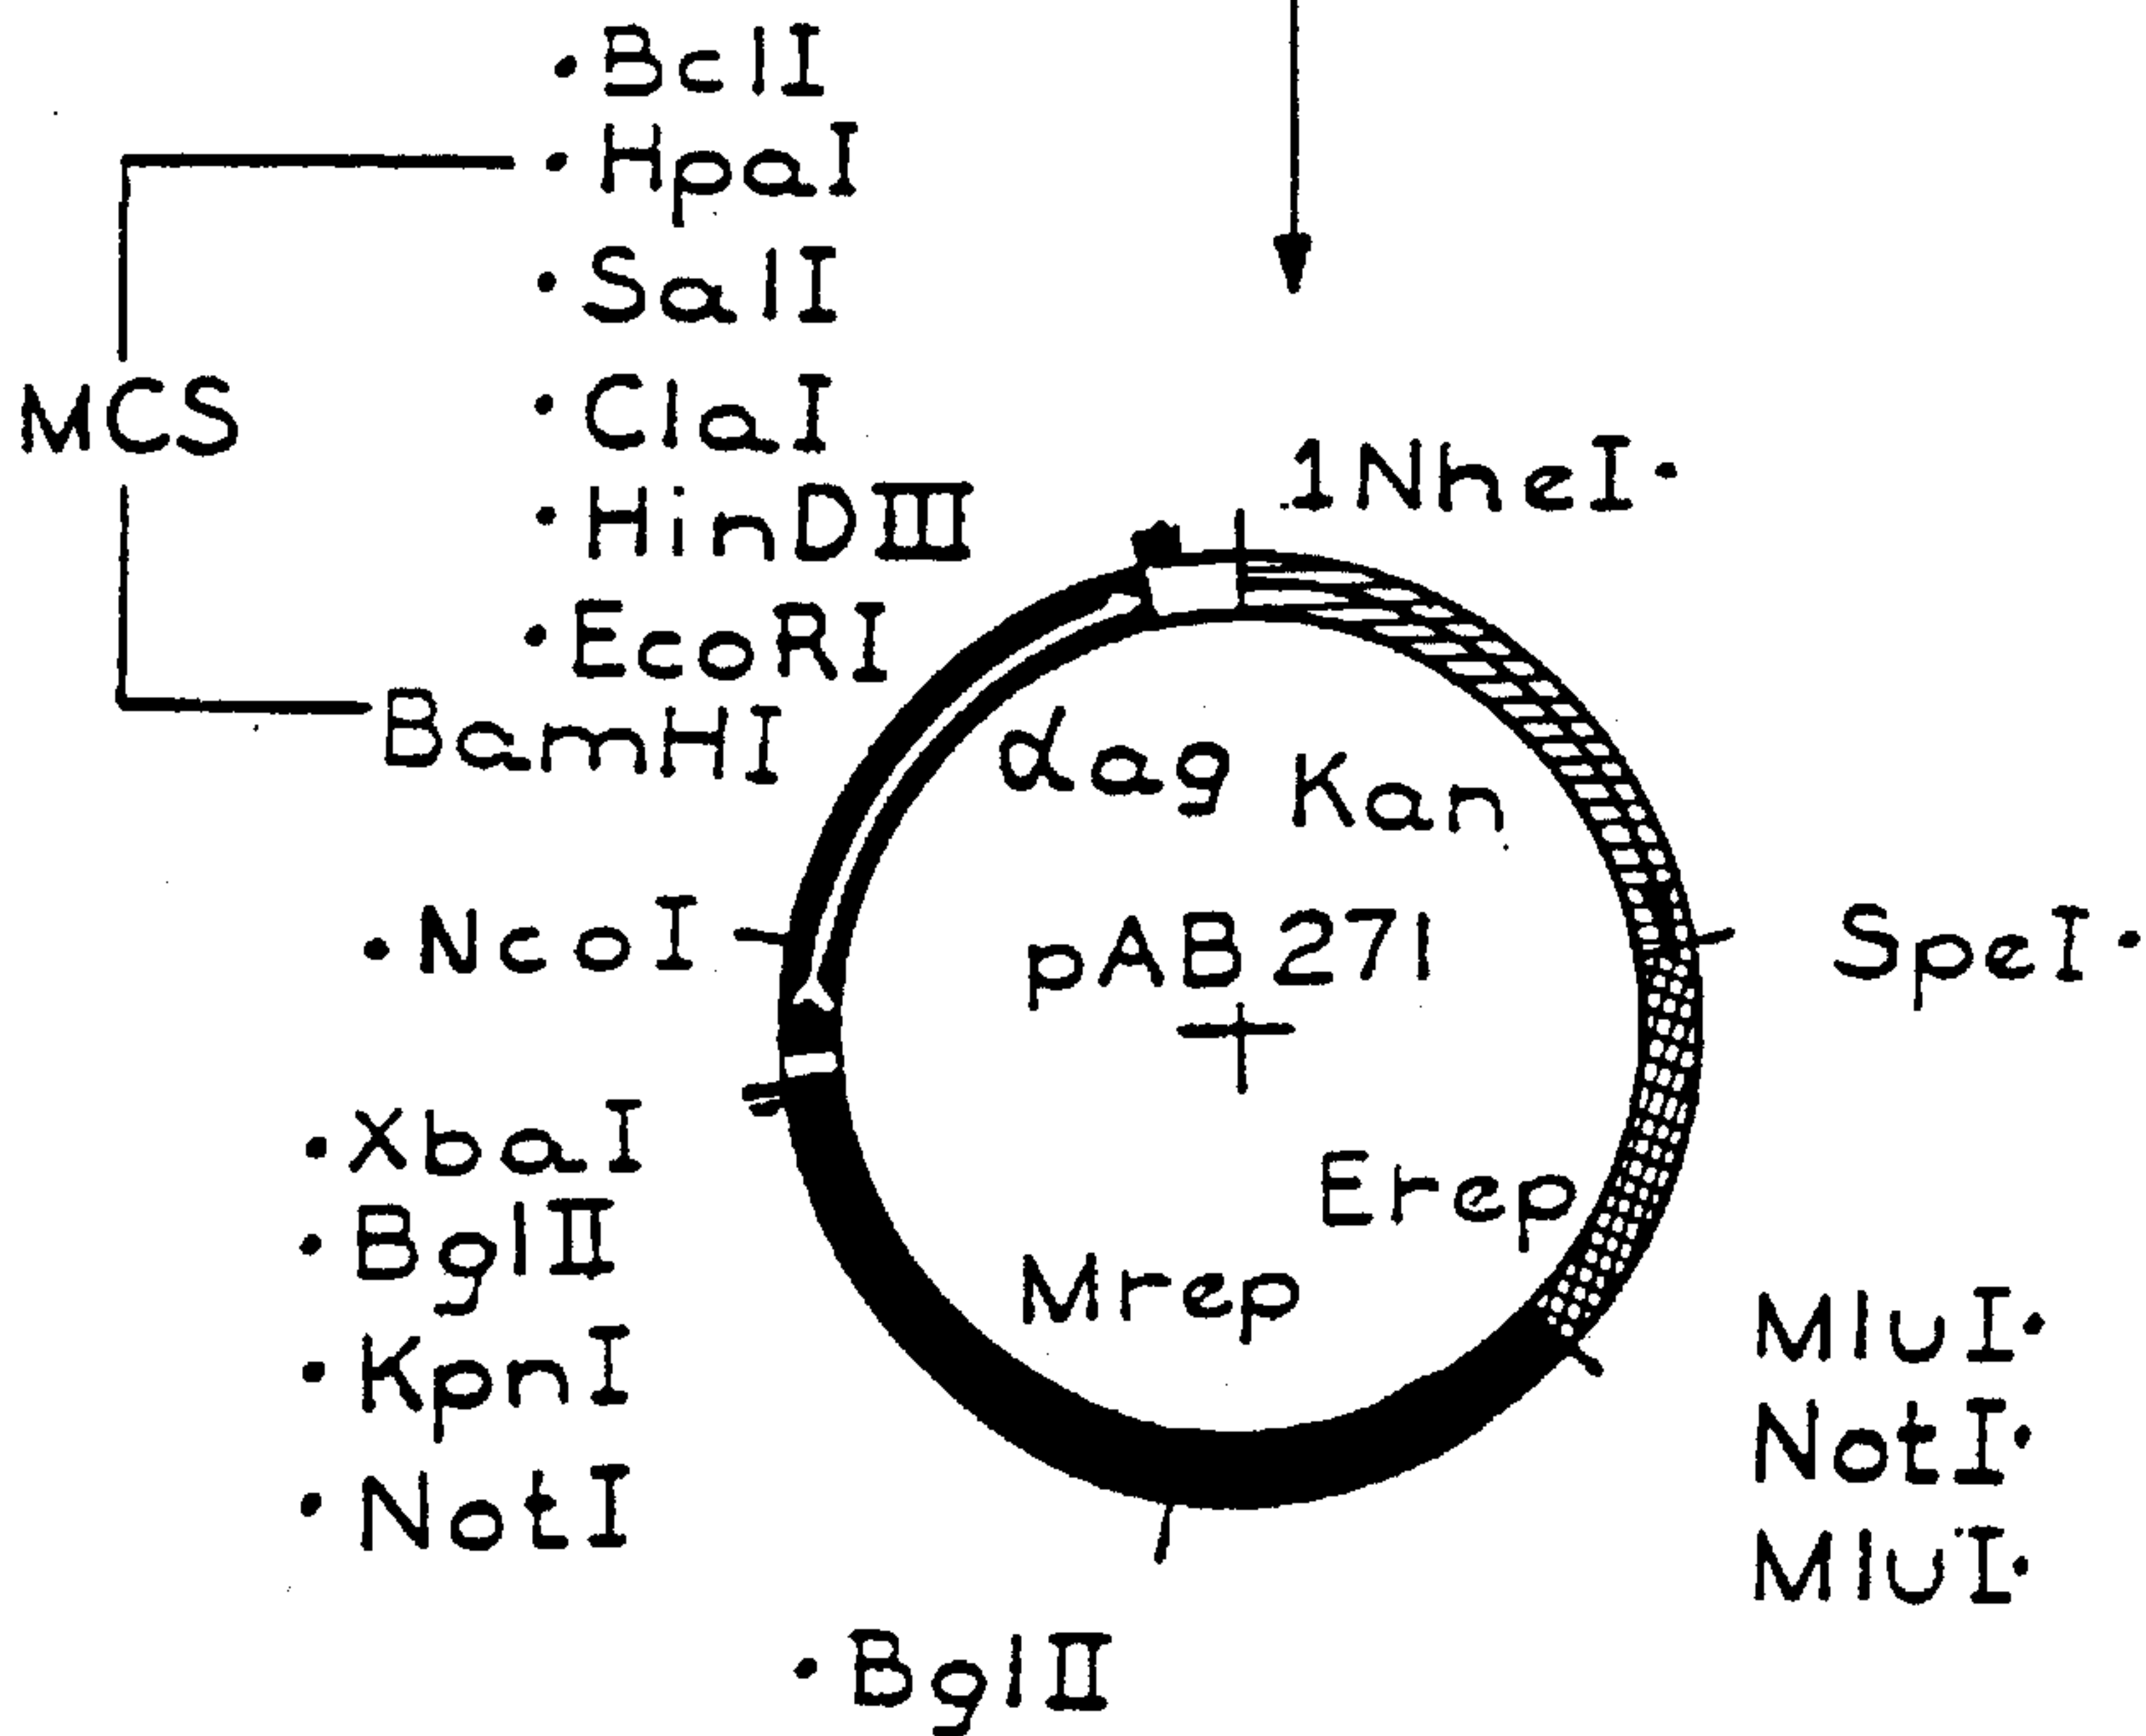 ·BclI
·HpaI
·SalI
MCS
·ClaI
1NheI·
·HinDIII
·EcoRI
BamHI
αag
Kan
·NcoI
pAB271
SpeI·
·XbaI
Erep
·BglII
Mrep
MluI·
·KpnI
NotI·
·NotI
MluI·
·BglII